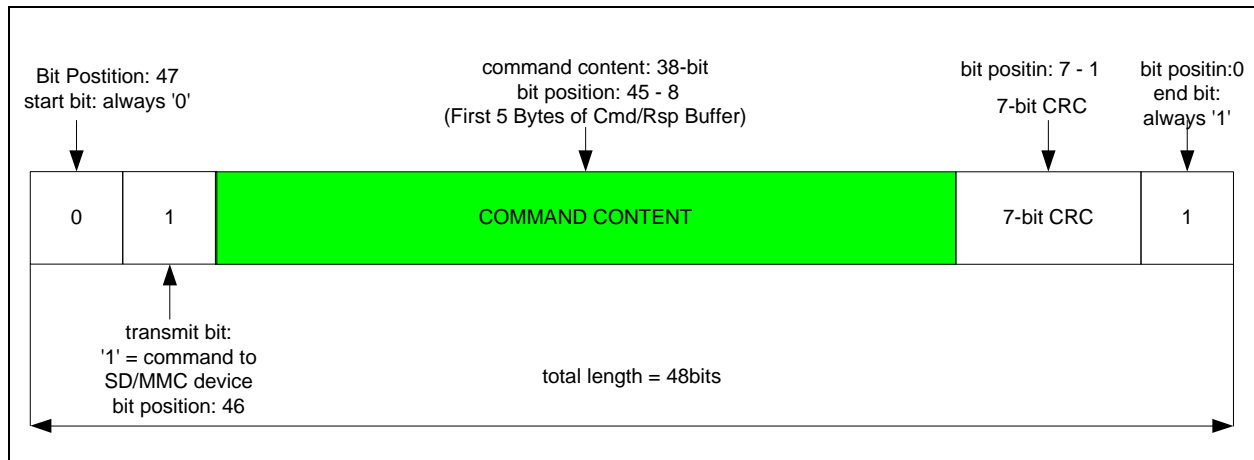 Bit Postition: 47
start bit: always '0'
command content: 38-bit
bit position: 45 - 8
(First 5 Bytes of Cmd/Rsp Buffer)
bit positin: 7 - 1
7-bit CRC
bit positin:0
end bit:
always '1'
0
1
COMMAND CONTENT
7-bit CRC
1
transmit bit:
'1' = command to
SD/MMC device
bit position: 46
total length = 48bits